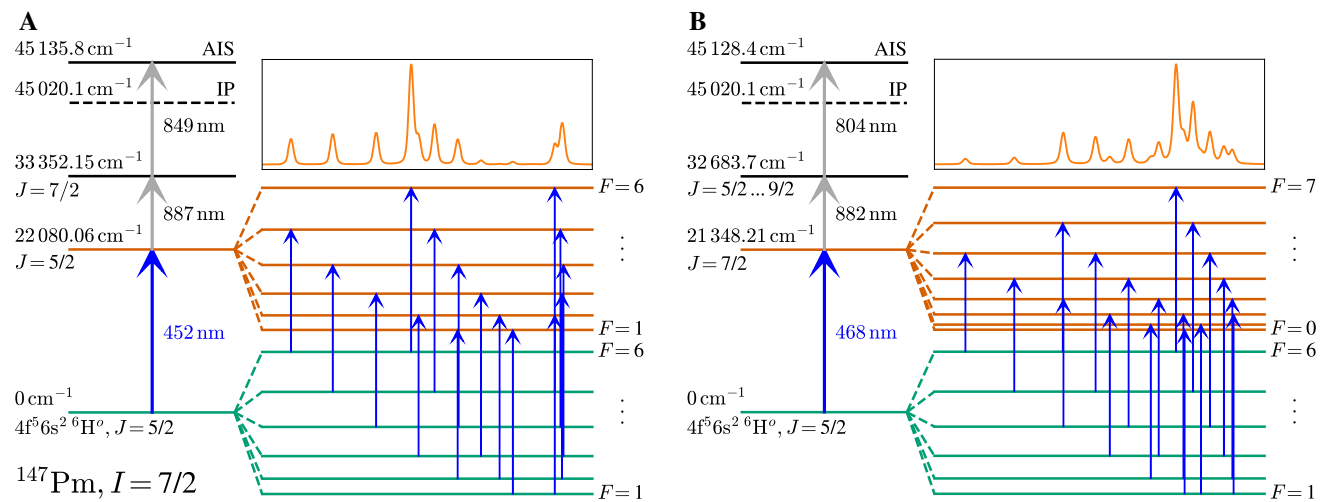 A
45 135.8 cm⁻¹
AIS
45 020.1 cm⁻¹
IP
849 nm
33 352.15 cm⁻¹
J = 7/2
887 nm
22 080.06 cm⁻¹
J = 5/2
452 nm
0 cm⁻¹
4f⁵6s² ⁶Hᵒ, J = 5/2
¹⁴⁷Pm, I = 7/2
F = 6
⋮
F = 1
F = 6
⋮
F = 1
B
45 128.4 cm⁻¹
AIS
45 020.1 cm⁻¹
IP
804 nm
32 683.7 cm⁻¹
J = 5/2 ... 9/2
882 nm
21 348.21 cm⁻¹
J = 7/2
468 nm
0 cm⁻¹
4f⁵6s² ⁶Hᵒ, J = 5/2
F = 7
⋮
F = 0
F = 6
⋮
F = 1